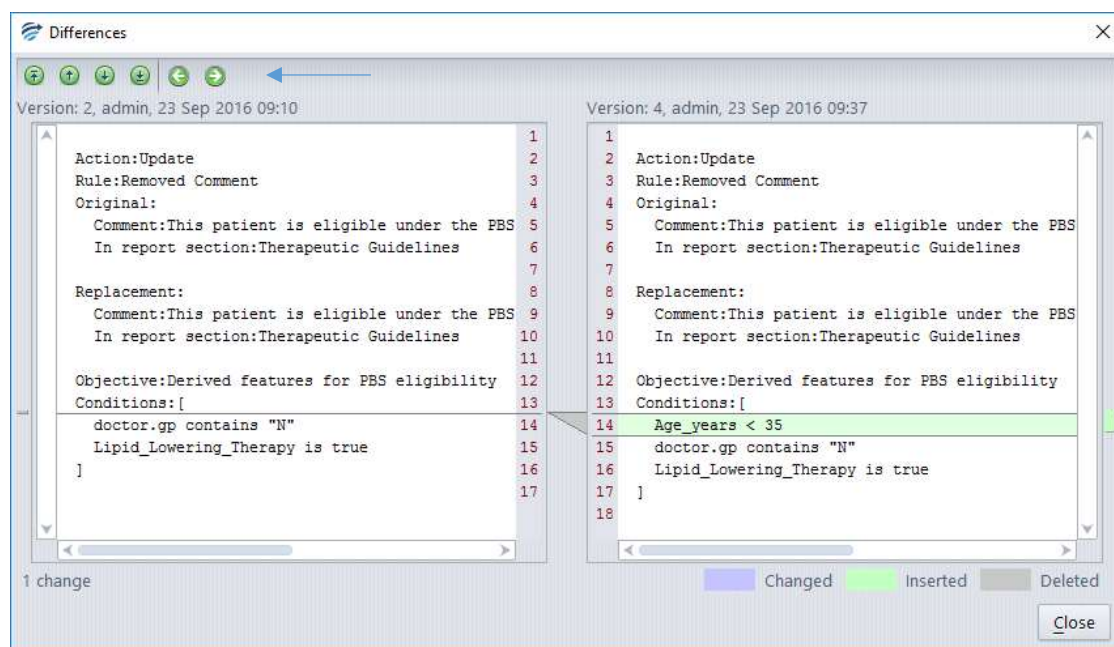 Differences
Version: 2, admin, 23 Sep 2016 09:10
1
Action:Update 2
Rule:Removed Comment 3
Original: 4
Comment:This patient is eligible under the PBS 5
In report section:Therapeutic Guidelines 6
7
Replacement: 8
Comment:This patient is eligible under the PBS 9
In report section:Therapeutic Guidelines 10
11
Objective:Derived features for PBS eligibility 12
Conditions:[ 13
doctor.gp contains "N" 14
Lipid_Lowering_Therapy is true 15
] 16
17
Version: 4, admin, 23 Sep 2016 09:37
1
2 Action:Update
3 Rule:Removed Comment
4 Original:
5 Comment:This patient is eligible under the PBS
6 In report section:Therapeutic Guidelines
7
8 Replacement:
9 Comment:This patient is eligible under the PBS
10 In report section:Therapeutic Guidelines
11
12 Objective:Derived features for PBS eligibility
13 Conditions:[
14 Age_years < 35
15 doctor.gp contains "N"
16 Lipid_Lowering_Therapy is true
17 ]
18
1 change
Changed Inserted Deleted
Close